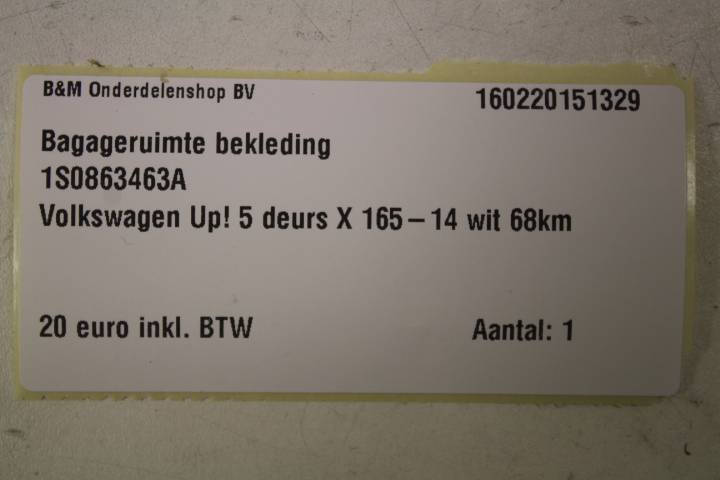 B&M Onderdelenshop BV 160220151329
Bagageruimte bekleding
1S0863463A
Volkswagen Up! 5 deurs X 165 – 14 wit 68km
20 euro inkl. BTW Aantal: 1